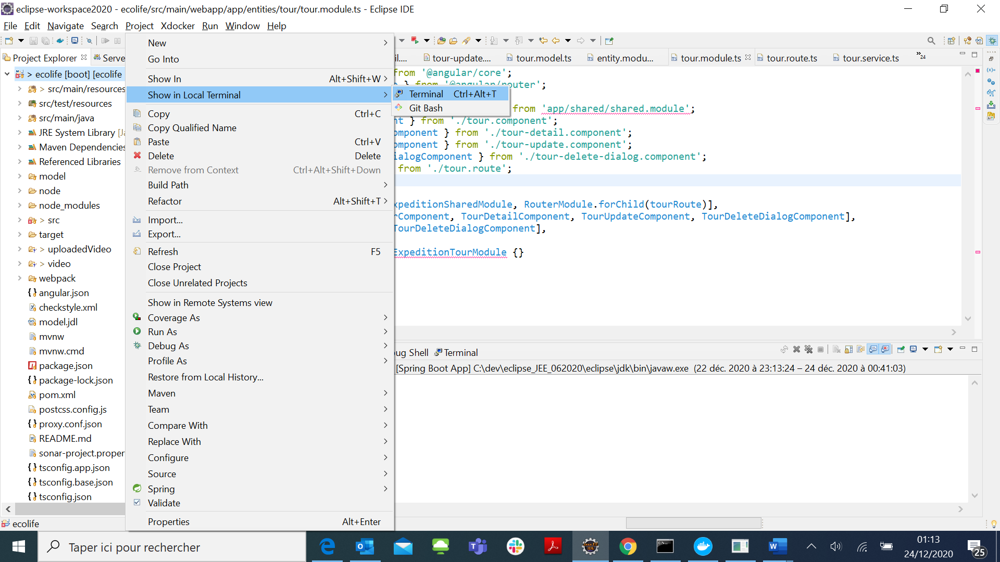 eclipse-workspace2020 - ecolife/src/main/webapp/app/entities/tour/tour.module.ts - Eclipse IDE
File Edit Navigate Search Project Xdocker Run Window Help
Project Explorer
Serve
> ecolife [boot] [ecolife
> src/main/resources
src/test/resources
src/main/java
JRE System Library [Ja
Maven Dependencies
Referenced Libraries
model
node
node_modules
> src
target
> uploadedVideo
> video
webpack
angular.json
checkstyle.xml
model.jdl
mvnw
mvnw.cmd
package.json
package-lock.json
pom.xml
postcss.config.js
proxy.conf.json
README.md
sonar-project.proper
tsconfig.app.json
tsconfig.base.json
tsconfig.json
ecolife
New
Go Into
Show In Alt+Shift+W
Show in Local Terminal
Copy Ctrl+C
Copy Qualified Name
Paste Ctrl+V
Delete Delete
Remove from Context Ctrl+Alt+Shift+Down
Build Path
Refactor Alt+Shift+T
Import...
Export...
Refresh F5
Close Project
Close Unrelated Projects
Show in Remote Systems view
Coverage As
Run As
Debug As
Profile As
Restore from Local History...
Maven
Team
Compare With
Replace With
Configure
Source
Spring
Validate
Properties Alt+Enter
Terminal Ctrl+Alt+T
Git Bash
il.... tour-update.... tour.model.ts entity.modu... tour.module.ts tour.route.ts tour.service.ts »24
from '@angular/core';
} from '@angular/router';
from 'app/shared/shared.module';
nt } from './tour.component';
omponent } from './tour-detail.component';
omponent } from './tour-update.component';
ialogComponent } from './tour-delete-dialog.component';
from './tour.route';
xpeditionSharedModule, RouterModule.forChild(tourRoute)],
rComponent, TourDetailComponent, TourUpdateComponent, TourDeleteDialogComponent],
TourDeleteDialogComponent],
ExpeditionTourModule {}
ug Shell Terminal
[Spring Boot App] C:\dev\eclipse_JEE_062020\eclipse\jdk\bin\javaw.exe (22 déc. 2020 à 23:13:24 – 24 déc. 2020 à 00:41:03)
Taper ici pour rechercher
01:13
24/12/2020
25